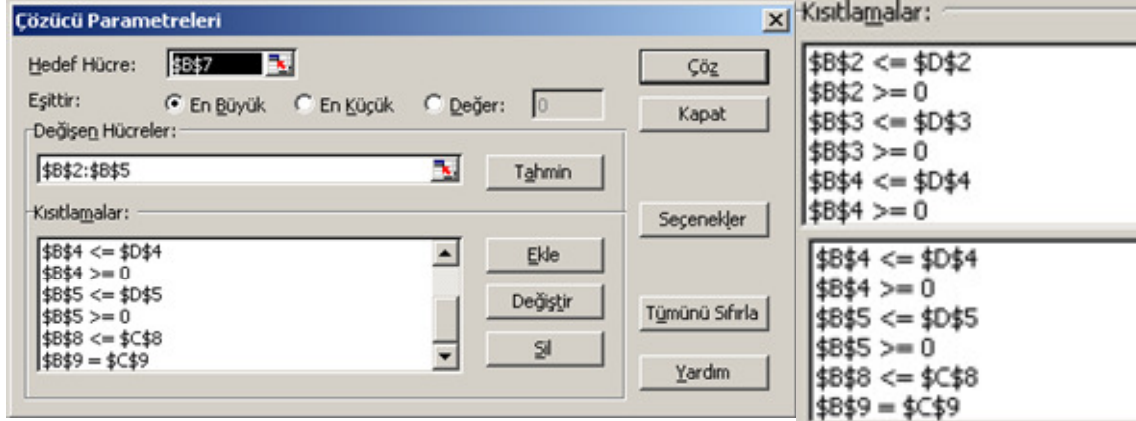 Çözücü Parametreleri
Hedef Hücre: $B$7
Çöz
Eşittir: En Büyük En Küçük Değer: 0
Kapat
Değişen Hücreler:
$B$2:$B$5
Tahmin
Kısıtlamalar:
Seçenekler
$B$4 <= $D$4
$B$4 >= 0
$B$5 <= $D$5
$B$5 >= 0
$B$8 <= $C$8
$B$9 = $C$9
Ekle
Değiştir
Sil
Tümünü Sıfırla
Yardım
Kısıtlamalar:
$B$2 <= $D$2
$B$2 >= 0
$B$3 <= $D$3
$B$3 >= 0
$B$4 <= $D$4
$B$4 >= 0
$B$4 <= $D$4
$B$4 >= 0
$B$5 <= $D$5
$B$5 >= 0
$B$8 <= $C$8
$B$9 = $C$9